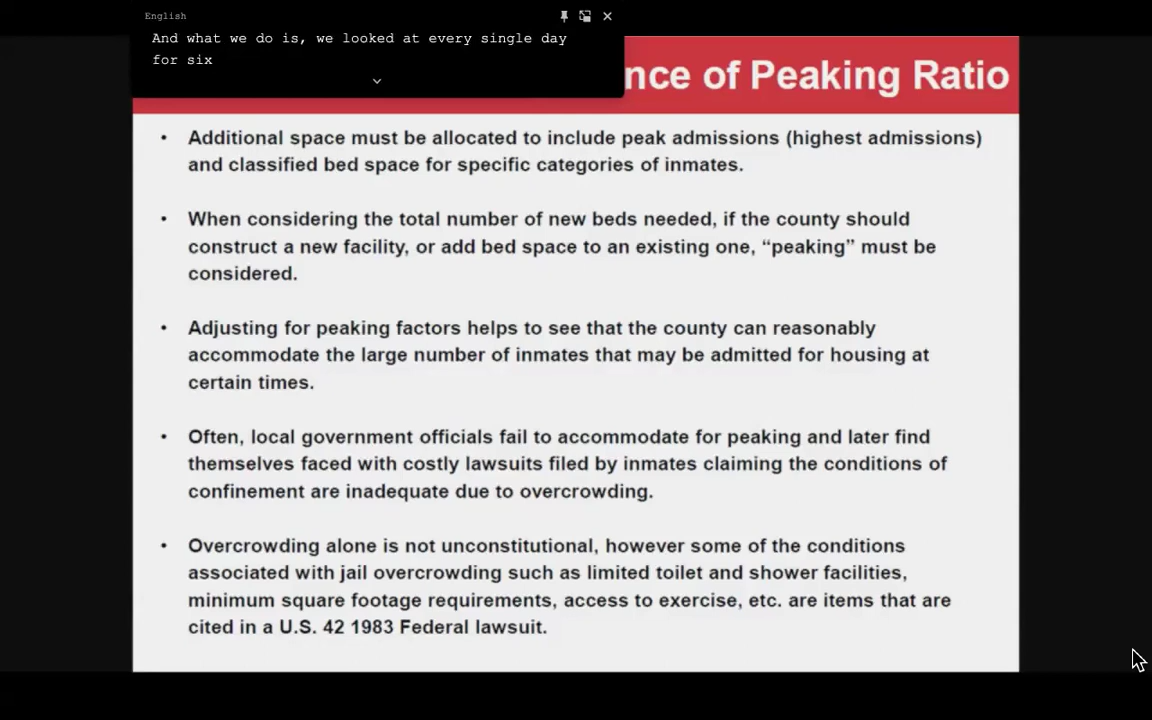 English
And what we do is, we looked at every single day
for six
of Peaking Ratio
• Additional space must be allocated to include peak admissions (highest admissions)
and classified bed space for specific categories of inmates.
• When considering the total number of new beds needed, if the county should
construct a new facility, or add bed space to an existing one, “peaking” must be
considered.
• Adjusting for peaking factors helps to see that the county can reasonably
accommodate the large number of inmates that may be admitted for housing at
certain times.
• Often, local government officials fail to accommodate for peaking and later find
themselves faced with costly lawsuits filed by inmates claiming the conditions of
confinement are inadequate due to overcrowding.
• Overcrowding alone is not unconstitutional, however some of the conditions
associated with jail overcrowding such as limited toilet and shower facilities,
minimum square footage requirements, access to exercise, etc. are items that are
cited in a U.S. 42 1983 Federal lawsuit.